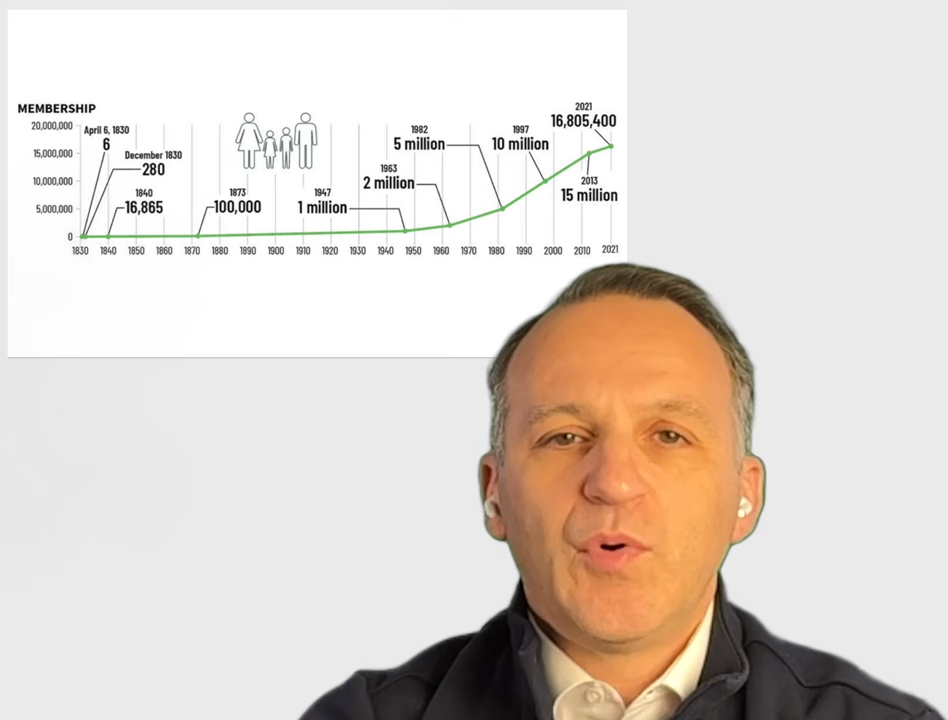 MEMBERSHIP
20,000,000
15,000,000
10,000,000
5,000,000
0
April 6, 1830
6
December 1830
280
1840
16,865
1873
100,000
1947
1 million
1963
2 million
1982
5 million
1997
10 million
2013
15 million
2021
16,805,400
1830 1840 1850 1860 1870 1880 1890 1900 1910 1920 1930 1940 1950 1960 1970 1980 1990 2000 2010 2021